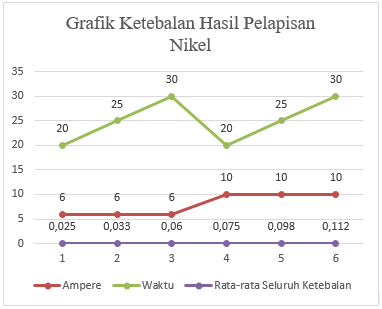 Grafik Ketebalan Hasil Pelapisan
Nikel
35
30
25
20
15
10
5
0
20 25 30 20 25 30
6 6 6 10 10 10
0,025 0,033 0,06 0,075 0,098 0,112
1 2 3 4 5 6
Ampere Waktu Rata-rata Seluruh Ketebalan